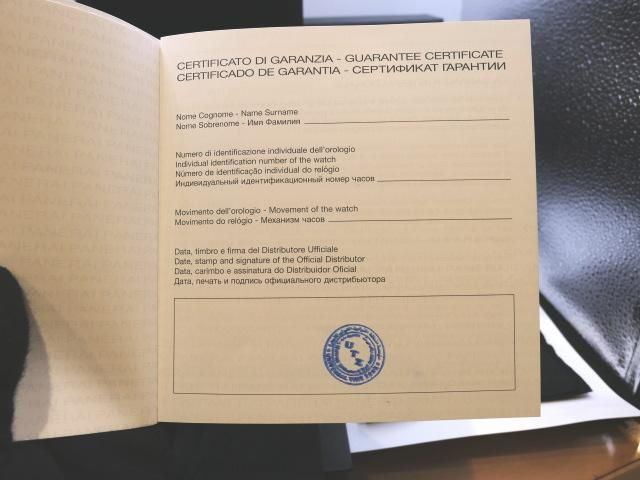 CERTIFICATO DI GARANZIA - GUARANTEE CERTIFICATE
CERTIFICADO DE GARANTIA - СЕРТИФИКАТ ГАРАНТИИ
Nome Cognome - Name Surname
Nome Sobrenome - Имя Фамилия
Numero di identificazione individuale dell'orologio
Individual identification number of the watch
Número de identificação individual do relógio
Индивидуальный идентификационный номер часов
Movimento dell'orologio - Movement of the watch
Movimento do relógio - Механизм часов
Data, timbro e firma del Distributore Ufficiale
Date, stamp and signature of the Official Distributor
Data, carimbo e assinatura do Distribuidor Oficial
Дата, печать и подпись официального дистрибьютора